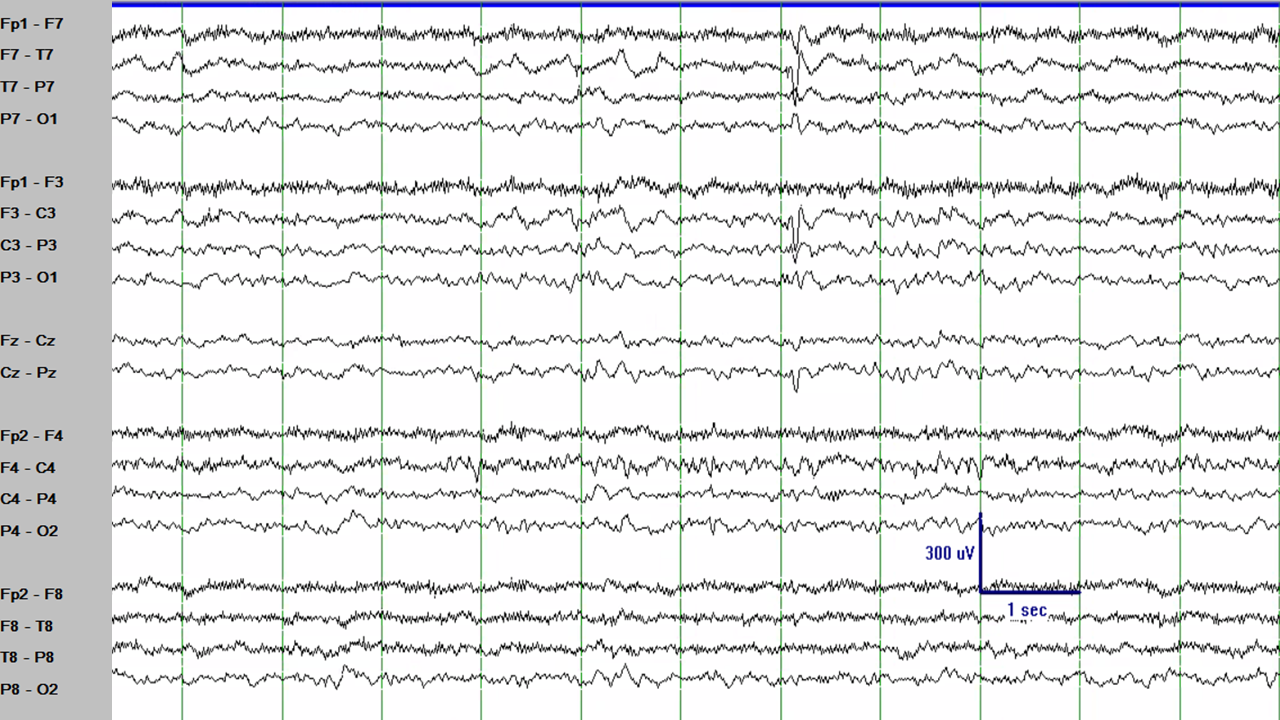 Fp1 - F7
F7 - T7
T7 - P7
P7 - O1
Fp1 - F3
F3 - C3
C3 - P3
P3 - O1
Fz - Cz
Cz - Pz
Fp2 - F4
F4 - C4
C4 - P4
P4 - O2
300 uV
Fp2 - F8
1 sec
F8 - T8
T8 - P8
P8 - O2